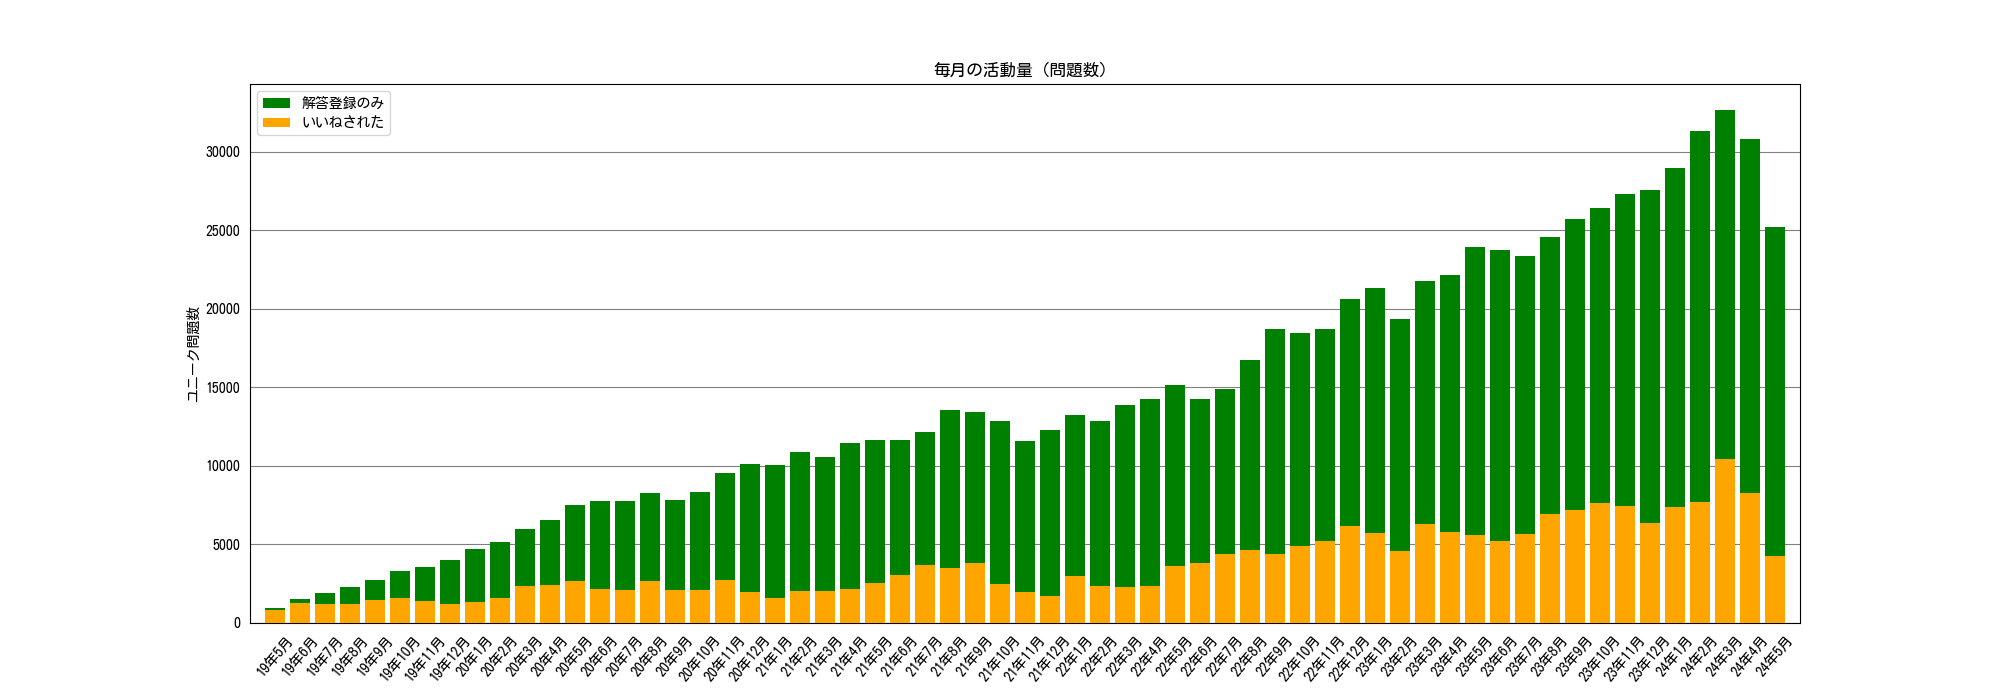 毎月の活動量（問題数）
解答登録のみ
いいねされた
ユニーク問題数
30000
25000
20000
15000
10000
5000
0
19年5月
19年6月
19年7月
19年8月
19年9月
19年10月
19年11月
19年12月
20年1月
20年2月
20年3月
20年4月
20年5月
20年6月
20年7月
20年8月
20年9月
20年10月
20年11月
20年12月
21年1月
21年2月
21年3月
21年4月
21年5月
21年6月
21年7月
21年8月
21年9月
21年10月
21年11月
21年12月
22年1月
22年2月
22年3月
22年4月
22年5月
22年6月
22年7月
22年8月
22年9月
22年10月
22年11月
22年12月
23年1月
23年2月
23年3月
23年4月
23年5月
23年6月
23年7月
23年8月
23年9月
23年10月
23年11月
23年12月
24年1月
24年2月
24年3月
24年4月
24年5月